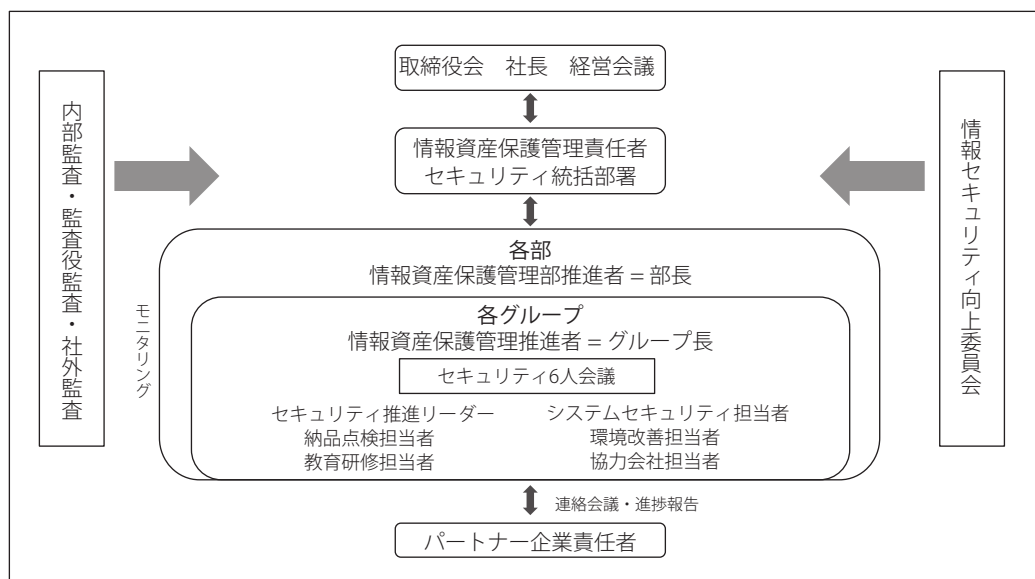 取締役会　社長　経営会議
内部監査・監査役監査・社外監査
情報セキュリティ向上委員会
情報資産保護管理責任者
セキュリティ統括部署
各部
情報資産保護管理部推進者 = 部長
モニタリング
各グループ
情報資産保護管理推進者 = グループ長
セキュリティ6人会議
セキュリティ推進リーダー
納品点検担当者
教育研修担当者
システムセキュリティ担当者
環境改善担当者
協力会社担当者
連絡会議・進捗報告
パートナー企業責任者